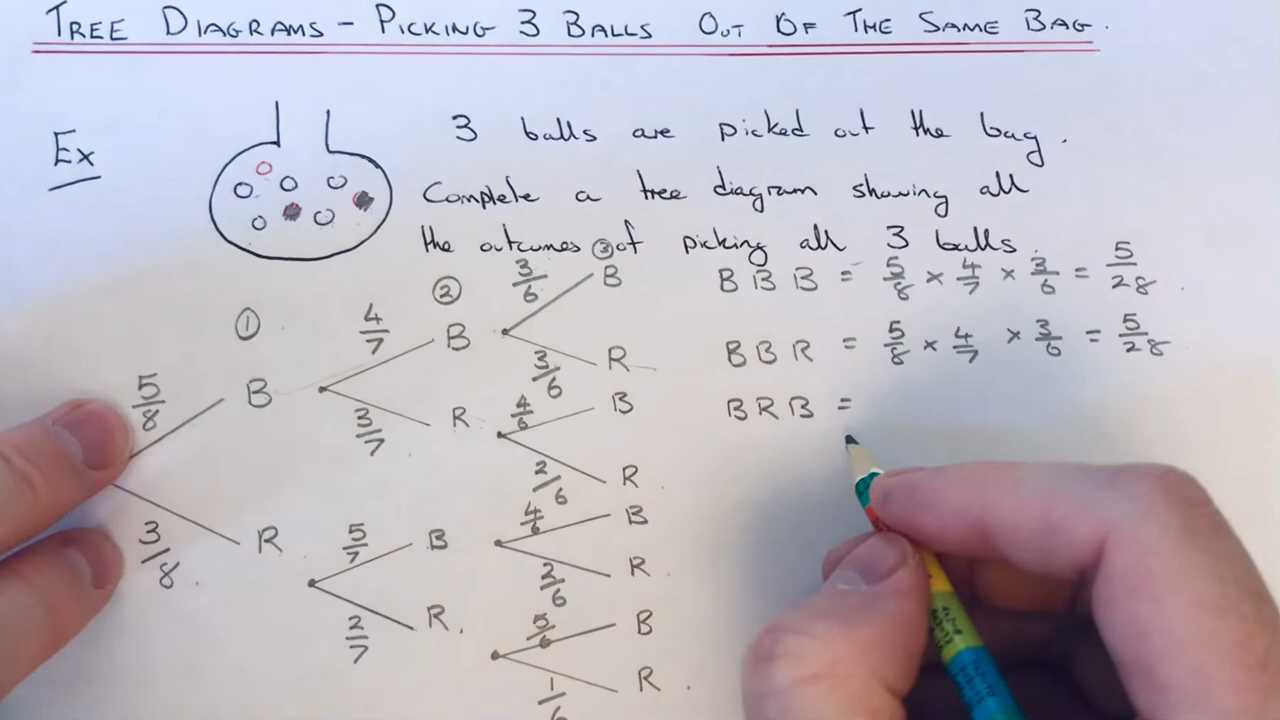 TREE DIAGRAMS - PICKING 3 BALLS OUT OF THE SAME BAG.
Ex
3 balls are picked out the bag.
Complete a tree diagram showing all
the outcomes of picking all 3 balls.
① ② ③
5/8 B
3/8 R
4/7 B
3/7 R
5/7 B
2/7 R
3/6 B
3/6 R
4/6 B
2/6 R
4/6 B
2/6 R
5/6 B
1/6 R
B B B = 5/8 × 4/7 × 3/6 = 5/28
B B R = 5/8 × 4/7 × 3/6 = 5/28
B R B =